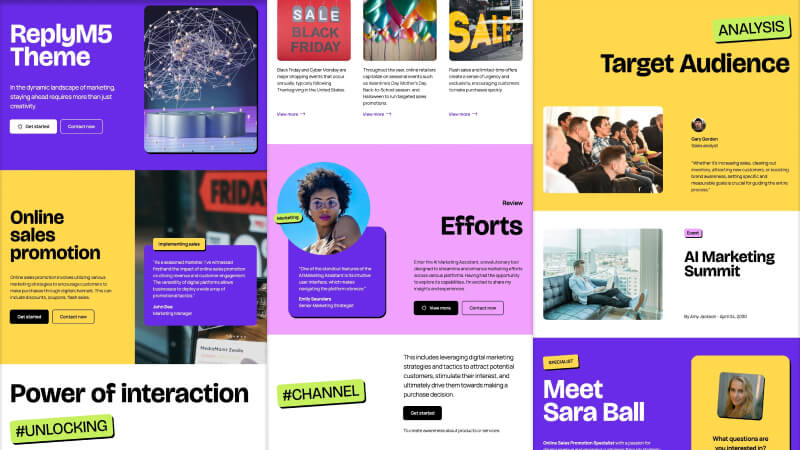 ReplyM5
Theme
In the dynamic landscape of marketing,
staying ahead requires more than just
creativity.
Get started
Contact now
Online
sales
promotion
Online sales promotion involves utilizing various
marketing strategies to encourage customers to
make purchases through digital channels. This can
include discounts, coupons, flash sales.
Get started
Contact now
FRIDAY
Implementing sales
"As a seasoned marketer, I've witnessed
firsthand the impact of online sales promotion
on driving revenue and customer engagement.
The versatility of digital platforms allows
businesses to deploy a wide array of
promotional tactics."
John Doe
Marketing Manager
Power of interaction
#UNLOCKING
SALE
BLACK
FRIDAY
Black Friday and Cyber Monday are
major shopping events that occur
annually, typically following
Thanksgiving in the United States.
View more
Throughout the year, online retailers
capitalize on seasonal events such
as Valentine's Day, Mother's Day,
Back-to-School season, and
Halloween to run targeted sales
promotions.
View more
SALE
Flash sales and limited-time offers
create a sense of urgency and
exclusivity, encouraging customers
to make purchases quickly.
View more
Marketing
"One of the standout features of the
AI Marketing Assistant is its intuitive
user interface, which makes
navigating the platform a breeze."
Emily Saunders
Senior Marketing Strategist
Review
Efforts
Enter the AI Marketing Assistant, a revolutionary tool
designed to streamline and enhance marketing efforts
across various platforms. Having had the opportunity
to explore its capabilities, I'm excited to share my
insights and experiences.
View more
Contact now
#CHANNEL
This includes leveraging digital marketing
strategies and tactics to attract potential
customers, stimulate their interest, and
ultimately drive them towards making a
purchase decision.
Get started
To create awareness about products or services.
ANALYSIS
Target Audience
Gary Gordon
Sales analyst
"Whether it's increasing sales, clearing out
inventory, attracting new customers, or boosting
brand awareness, setting specific and
measurable goals is crucial for guiding the entire
process."
Event
AI Marketing
Summit
By Amy Jackson - April 04, 2030
SPECIALIST
Meet
Sara Ball
Online Sales Promotion Specialist with a passion for
What questions are
you interested in?